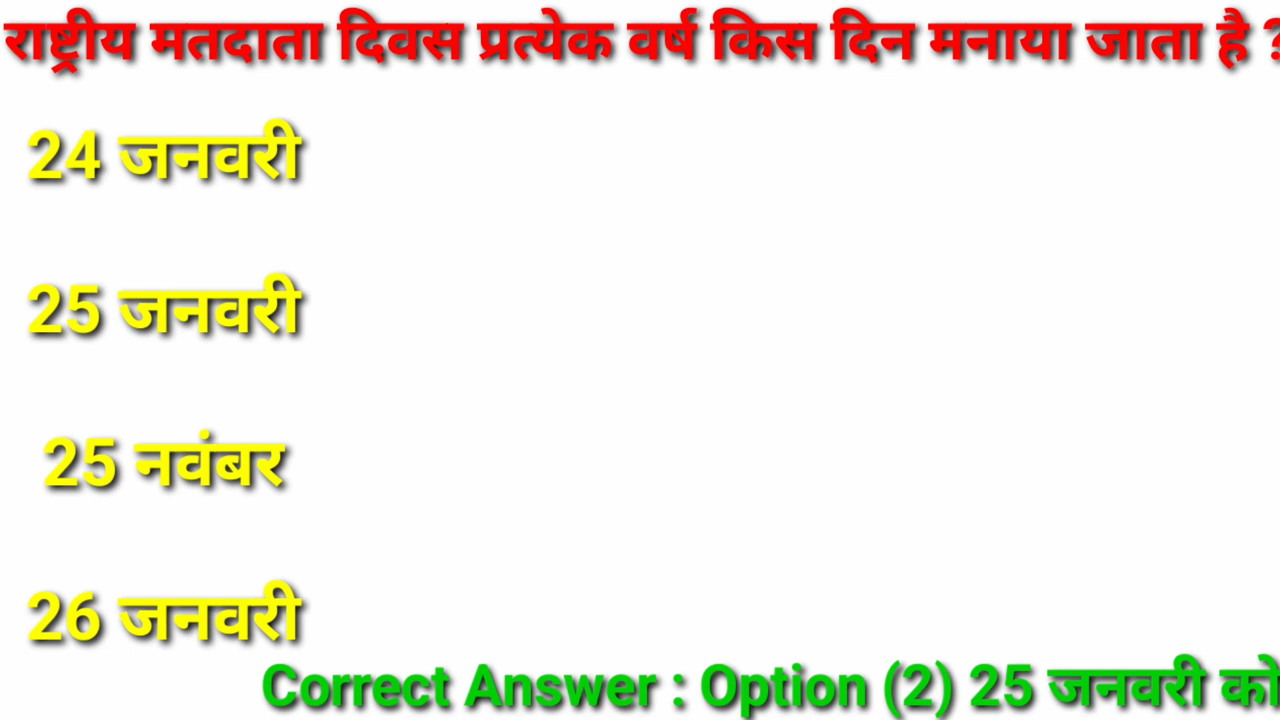 राष्ट्रीय मतदाता दिवस प्रत्येक वर्ष किस दिन मनाया जाता है ?
24 जनवरी
25 जनवरी
25 नवंबर
26 जनवरी
Correct Answer : Option (2) 25 जनवरी को